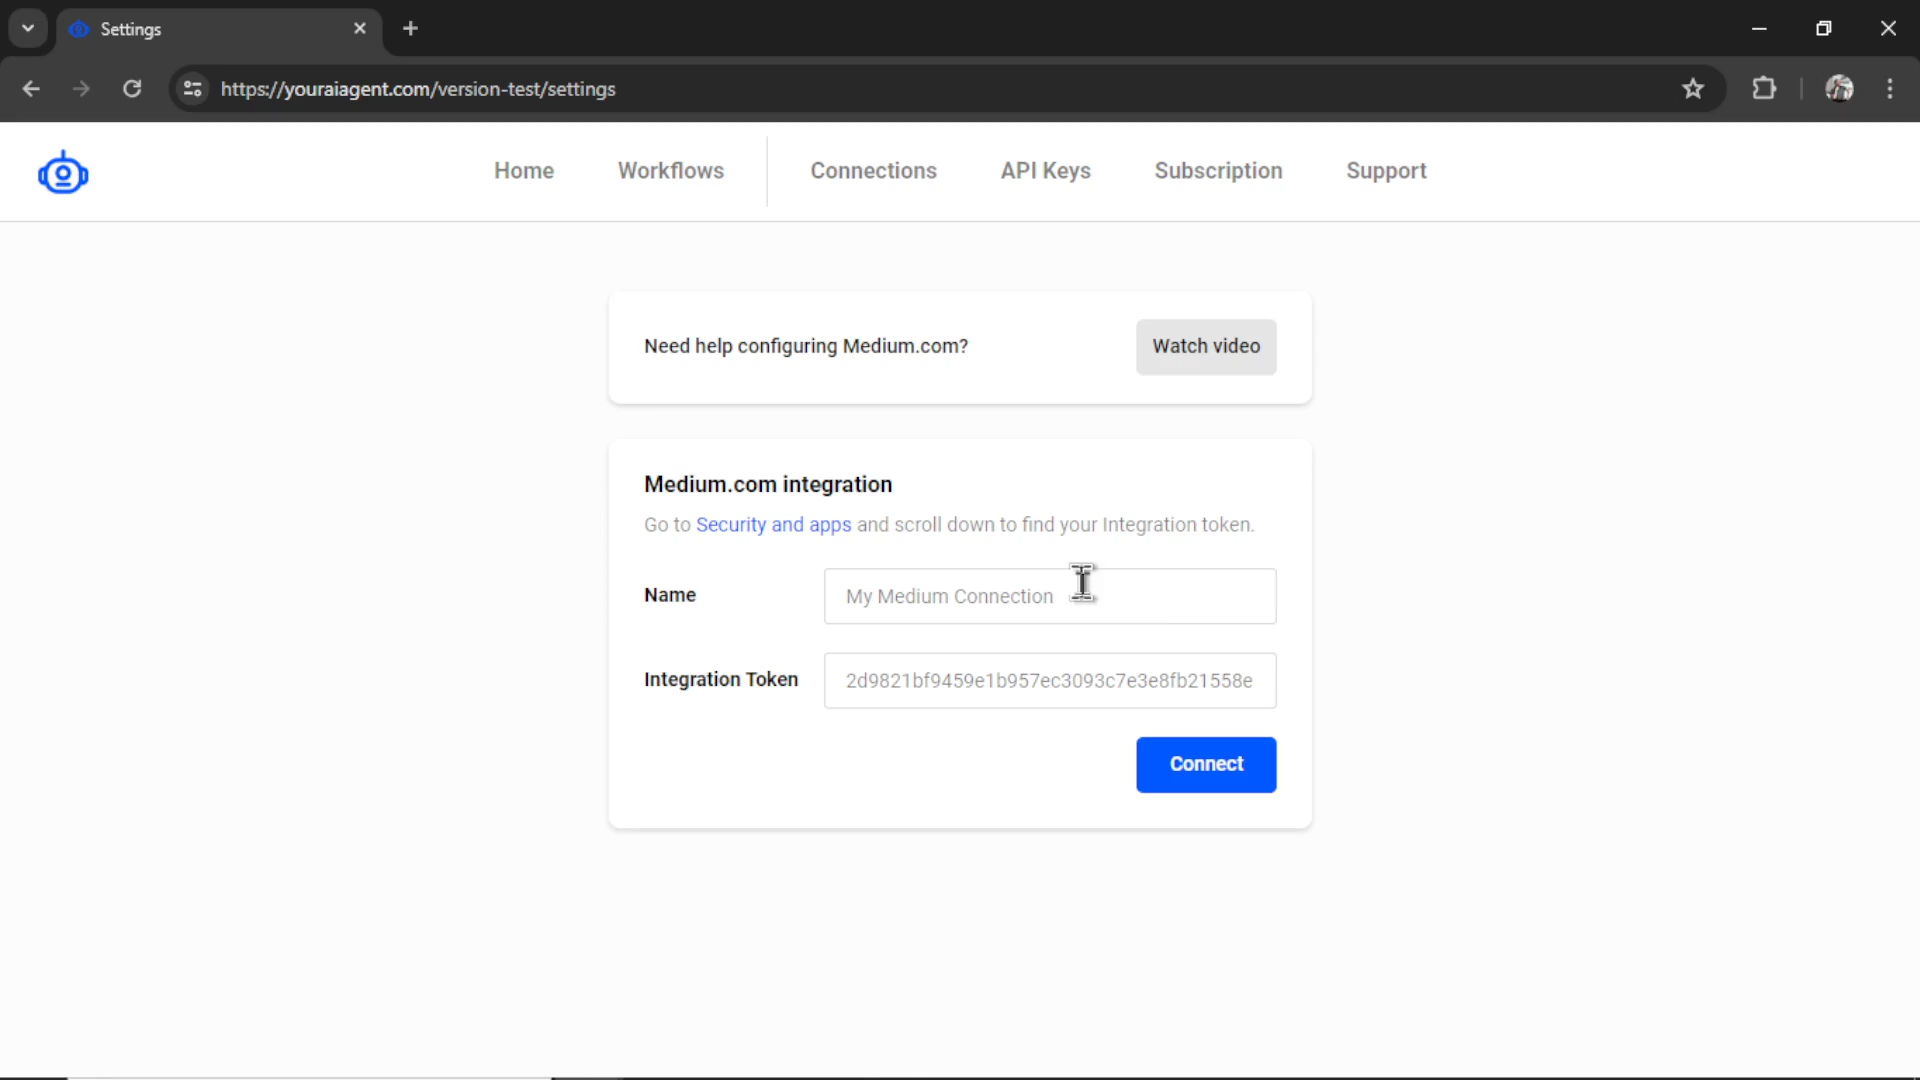 Settings
https://youraiagent.com/version-test/settings
Home Workflows Connections API Keys Subscription Support
Need help configuring Medium.com? Watch video
Medium.com integration
Go to Security and apps and scroll down to find your Integration token.
Name My Medium Connection
Integration Token 2d9821bf9459e1b957ec3093c7e3e8fb21558e
Connect